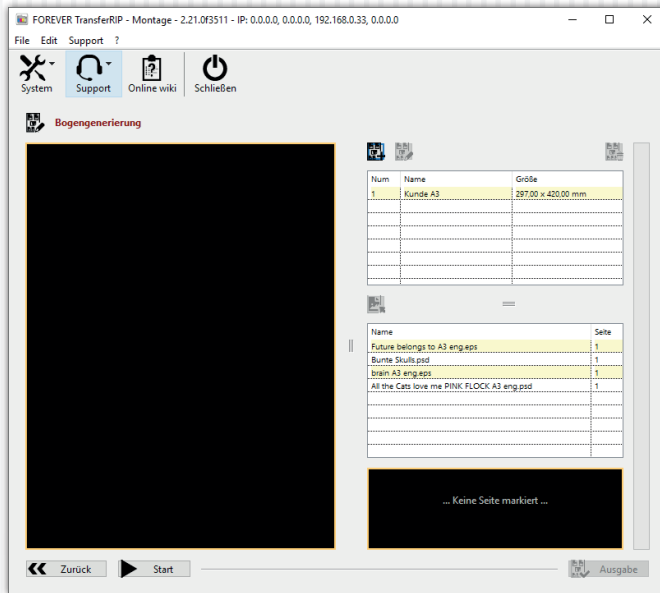 FOREVER TransferRIP - Montage - 2.21.0f3511 - IP: 0.0.0.0, 0.0.0.0, 192.168.0.33, 0.0.0.0
File Edit Support ?
System Support Online wiki Schließen
Bogengenerierung
Num Name Größe
1 Kunde A3 297,00 x 420,00 mm
Name Seite
Future belongs to A3 eng.eps 1
Bunte Skulls.psd 1
brain A3 eng.eps 1
All the Cats love me PINK FLOCK A3 eng.psd 1
... Keine Seite markiert ...
Zurück Start Ausgabe